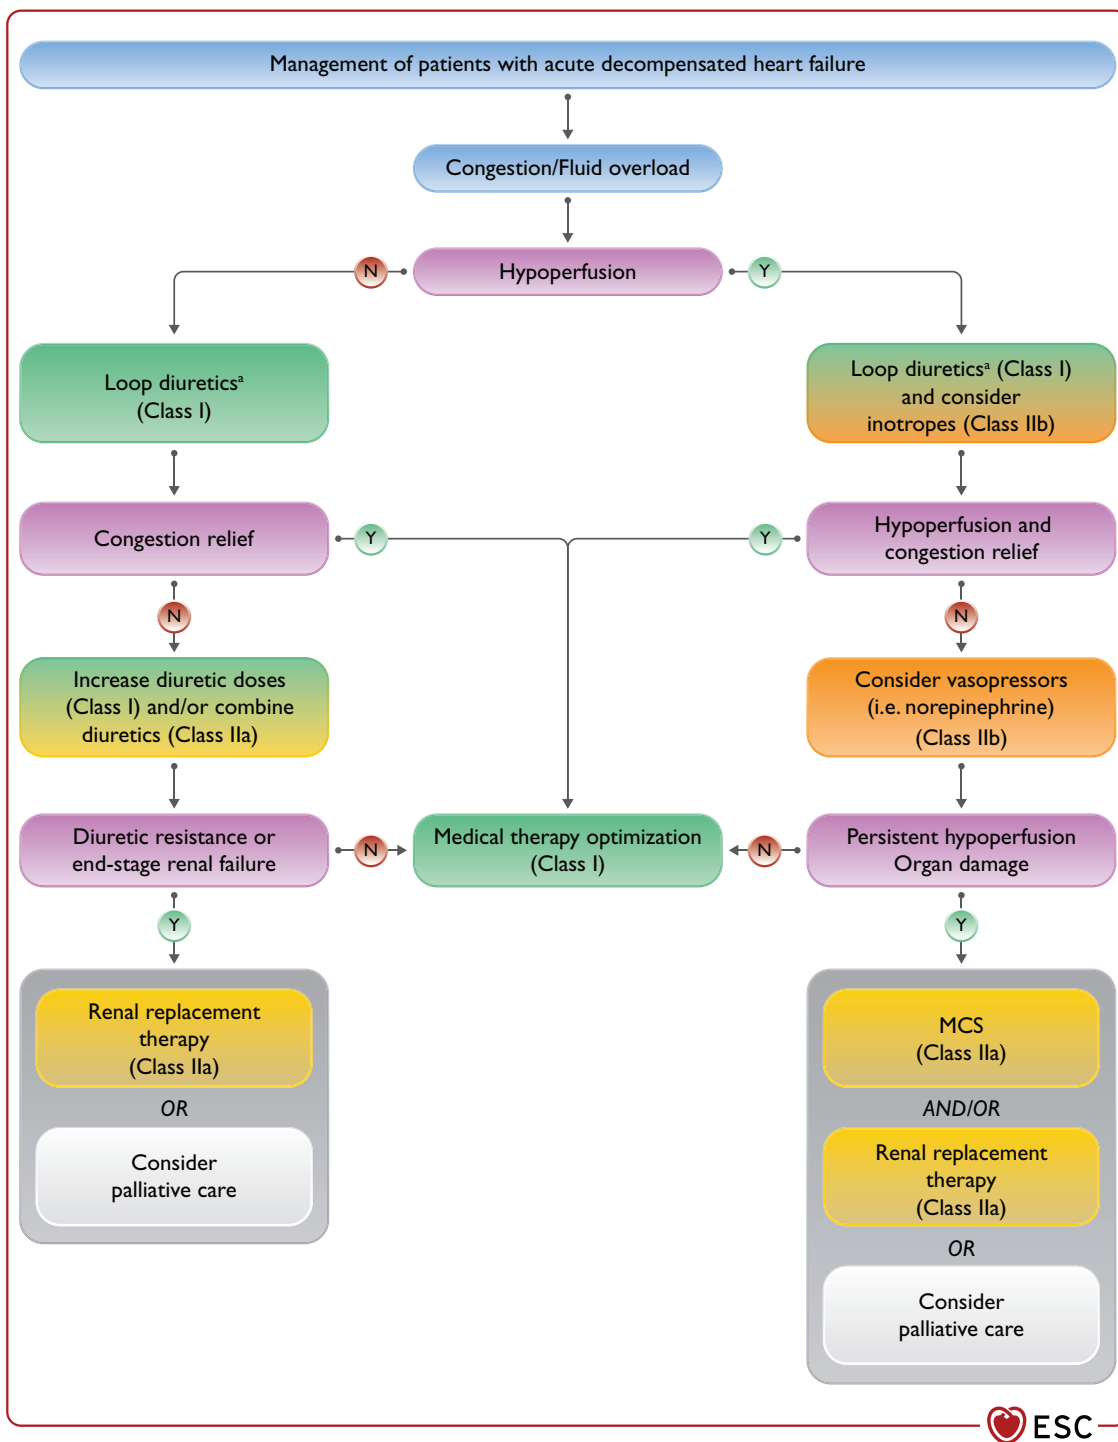 Management of patients with acute decompensated heart failure
Congestion/Fluid overload
N
Hypoperfusion
Y
Loop diureticsᵃ
(Class I)
Loop diureticsᵃ (Class I)
and consider
inotropes (Class IIb)
Congestion relief
Y
Y
Hypoperfusion and
congestion relief
N
N
Increase diuretic doses
(Class I) and/or combine
diuretics (Class IIa)
Consider vasopressors
(i.e. norepinephrine)
(Class IIb)
Diuretic resistance or
end-stage renal failure
N
Medical therapy optimization
(Class I)
N
Persistent hypoperfusion
Organ damage
Y
Y
Renal replacement
therapy
(Class IIa)
OR
Consider
palliative care
MCS
(Class IIa)
AND/OR
Renal replacement
therapy
(Class IIa)
OR
Consider
palliative care
ESC